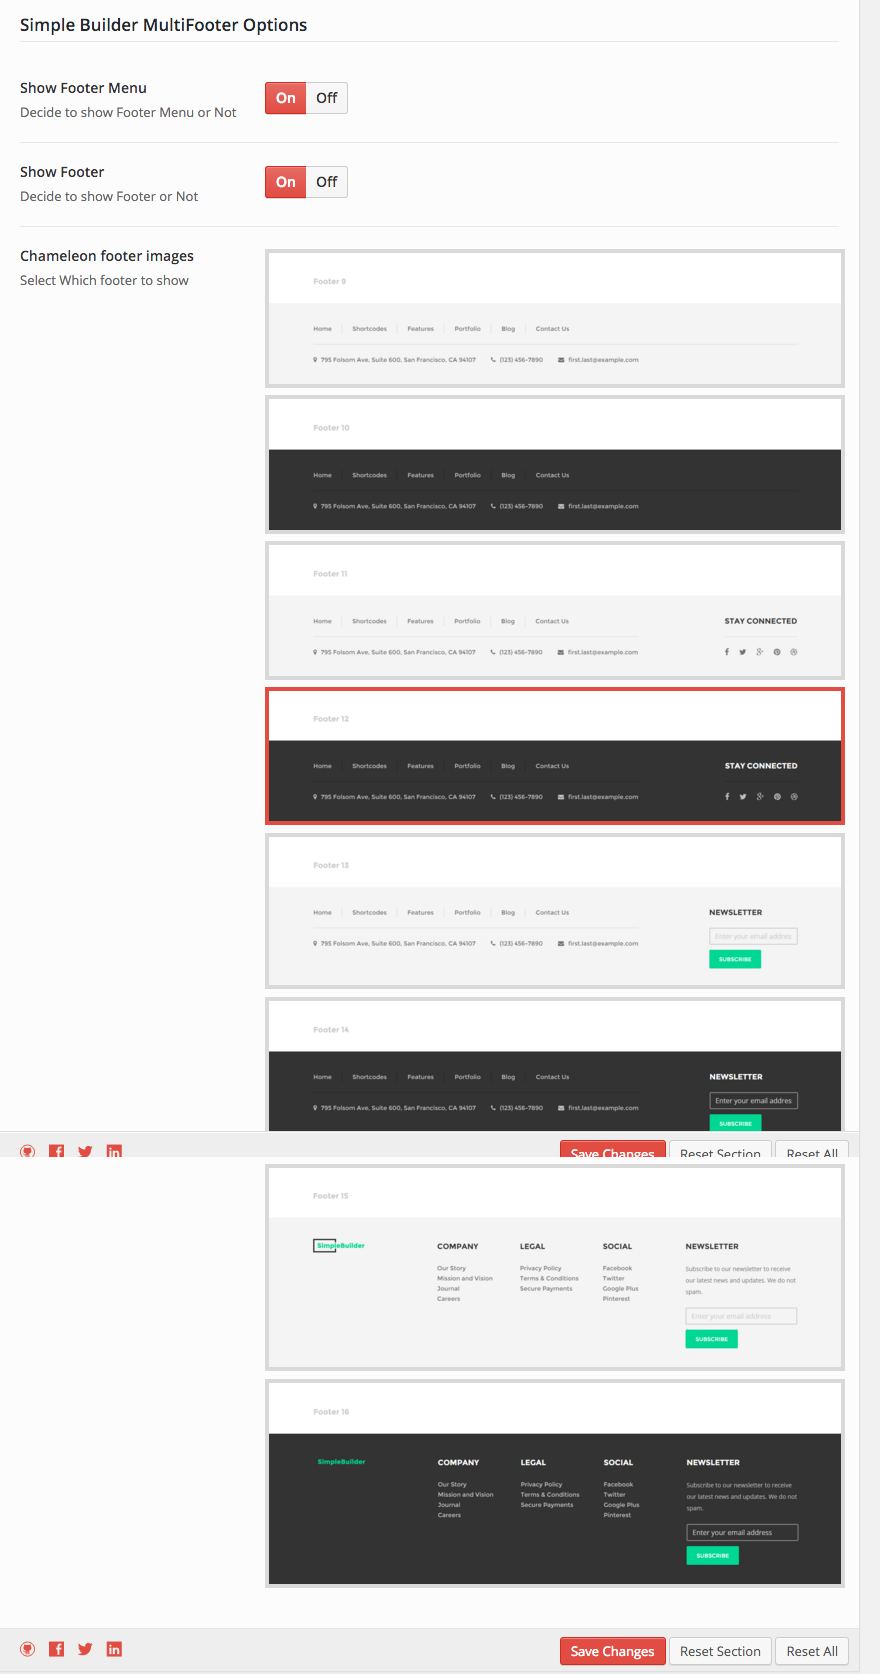 Simple Builder MultiFooter Options
Show Footer Menu
Decide to show Footer Menu or Not
On Off
Show Footer
Decide to show Footer or Not
On Off
Chameleon footer images
Select Which footer to show
Footer 9
Home Shortcodes Features Portfolio Blog Contact Us
795 Folsom Ave, Suite 600, San Francisco, CA 94107 (123) 456-7890 first.last@example.com
Footer 10
Home Shortcodes Features Portfolio Blog Contact Us
795 Folsom Ave, Suite 600, San Francisco, CA 94107 (123) 456-7890 first.last@example.com
Footer 11
Home Shortcodes Features Portfolio Blog Contact Us STAY CONNECTED
795 Folsom Ave, Suite 600, San Francisco, CA 94107 (123) 456-7890 first.last@example.com
Footer 12
Home Shortcodes Features Portfolio Blog Contact Us STAY CONNECTED
795 Folsom Ave, Suite 600, San Francisco, CA 94107 (123) 456-7890 first.last@example.com
Footer 13
Home Shortcodes Features Portfolio Blog Contact Us NEWSLETTER
Enter your email addres
795 Folsom Ave, Suite 600, San Francisco, CA 94107 (123) 456-7890 first.last@example.com
SUBSCRIBE
Footer 14
Home Shortcodes Features Portfolio Blog Contact Us NEWSLETTER
Enter your email addres
795 Folsom Ave, Suite 600, San Francisco, CA 94107 (123) 456-7890 first.last@example.com
SUBSCRIBE
Save Changes Reset Section Reset All
Footer 15
SimpleBuilder
COMPANY
Our Story
Mission and Vision
Journal
Careers
LEGAL
Privacy Policy
Terms & Conditions
Secure Payments
SOCIAL
Facebook
Twitter
Google Plus
Pinterest
NEWSLETTER
Subscribe to our newsletter to receive
our latest news and updates. We do not
spam.
Enter your email address
SUBSCRIBE
Footer 16
SimpleBuilder
COMPANY
Our Story
Mission and Vision
Journal
Careers
LEGAL
Privacy Policy
Terms & Conditions
Secure Payments
SOCIAL
Facebook
Twitter
Google Plus
Pinterest
NEWSLETTER
Subscribe to our newsletter to receive
our latest news and updates. We do not
spam.
Enter your email address
SUBSCRIBE
Save Changes Reset Section Reset All